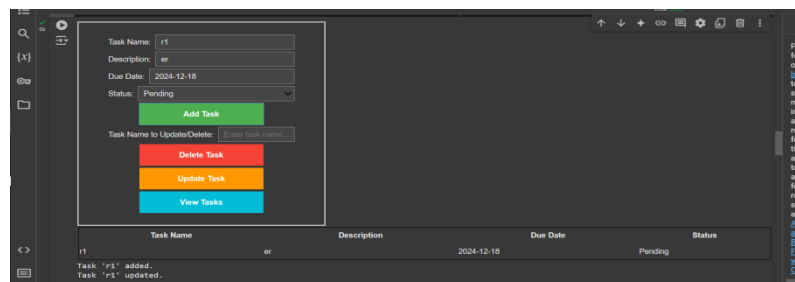 {x}
Task Name: r1
Description: er
Due Date: 2024-12-18
Status: Pending
Add Task
Task Name to Update/Delete: Enter task name...
Delete Task
Update Task
View Tasks
Task Name Description Due Date Status
r1 er 2024-12-18 Pending
Task 'r1' added.
Task 'r1' updated.